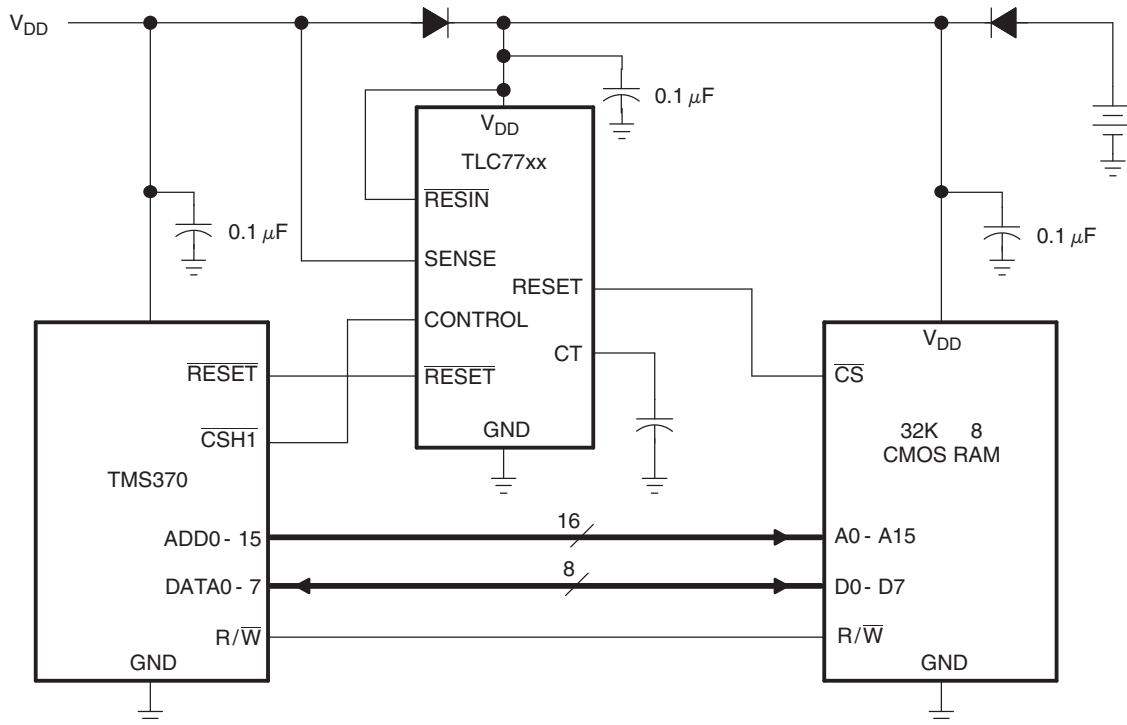 VDD
0.1 µF
VDD
TLC77xx
RESIN
0.1 µF
0.1 µF
SENSE
RESET
CONTROL
VDD
CT
RESET
RESET
CS
CSH1
GND
32K 8
CMOS RAM
TMS370
16
ADD0 - 15
A0 - A15
8
DATA0 - 7
D0 - D7
R/W
R/W
GND
GND